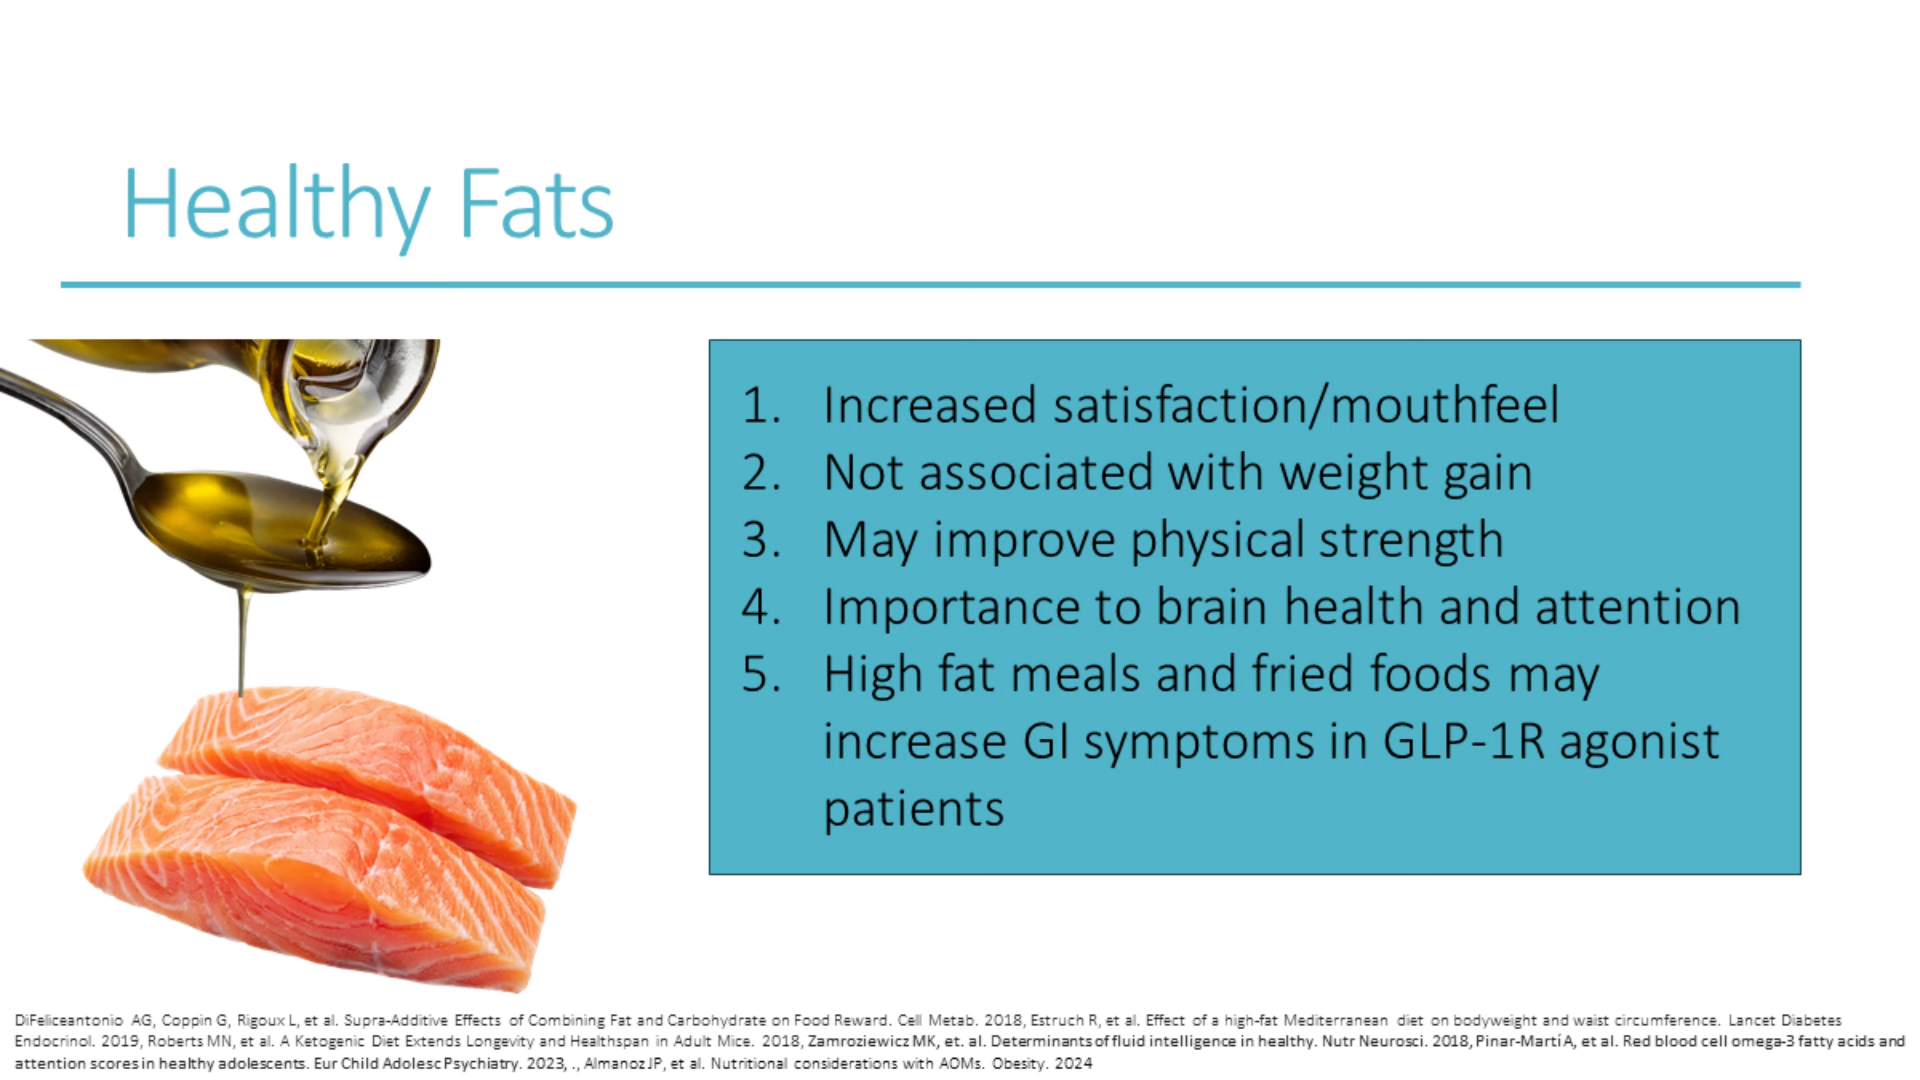 Healthy Fats
1. Increased satisfaction/mouthfeel
2. Not associated with weight gain
3. May improve physical strength
4. Importance to brain health and attention
5. High fat meals and fried foods may
increase GI symptoms in GLP-1R agonist
patients
DiFeliceantonio AG, Coppin G, Rigoux L, et al. Supra-Additive Effects of Combining Fat and Carbohydrate on Food Reward. Cell Metab. 2018, Estruch R, et al. Effect of a high-fat Mediterranean diet on bodyweight and waist circumference. Lancet Diabetes
Endocrinol. 2019, Roberts MN, et al. A Ketogenic Diet Extends Longevity and Healthspan in Adult Mice. 2018, Zamroziewicz MK, et. al. Determinants of fluid intelligence in healthy. Nutr Neurosci. 2018, Pinar-Martí A, et al. Red blood cell omega-3 fatty acids and
attention scores in healthy adolescents. Eur Child Adolesc Psychiatry. 2023, ., Almanoz JP, et al. Nutritional considerations with AOMs. Obesity. 2024